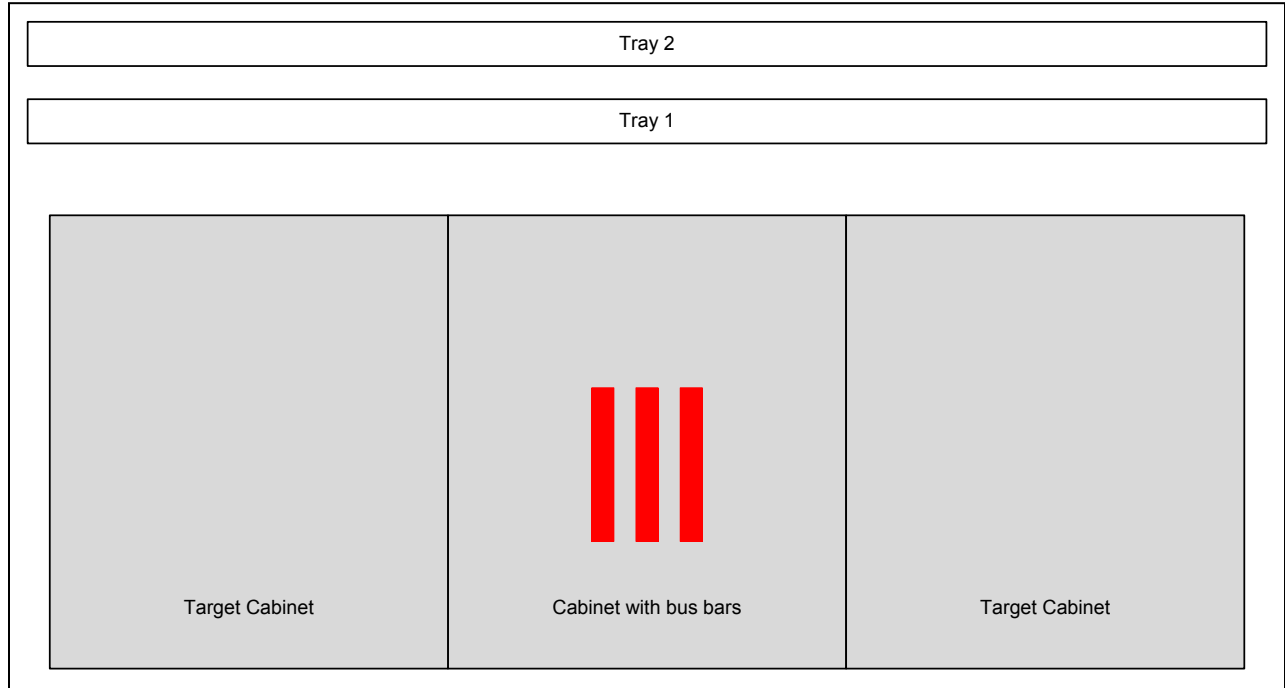 Tray 2
Tray 1
Target Cabinet
Cabinet with bus bars
Target Cabinet